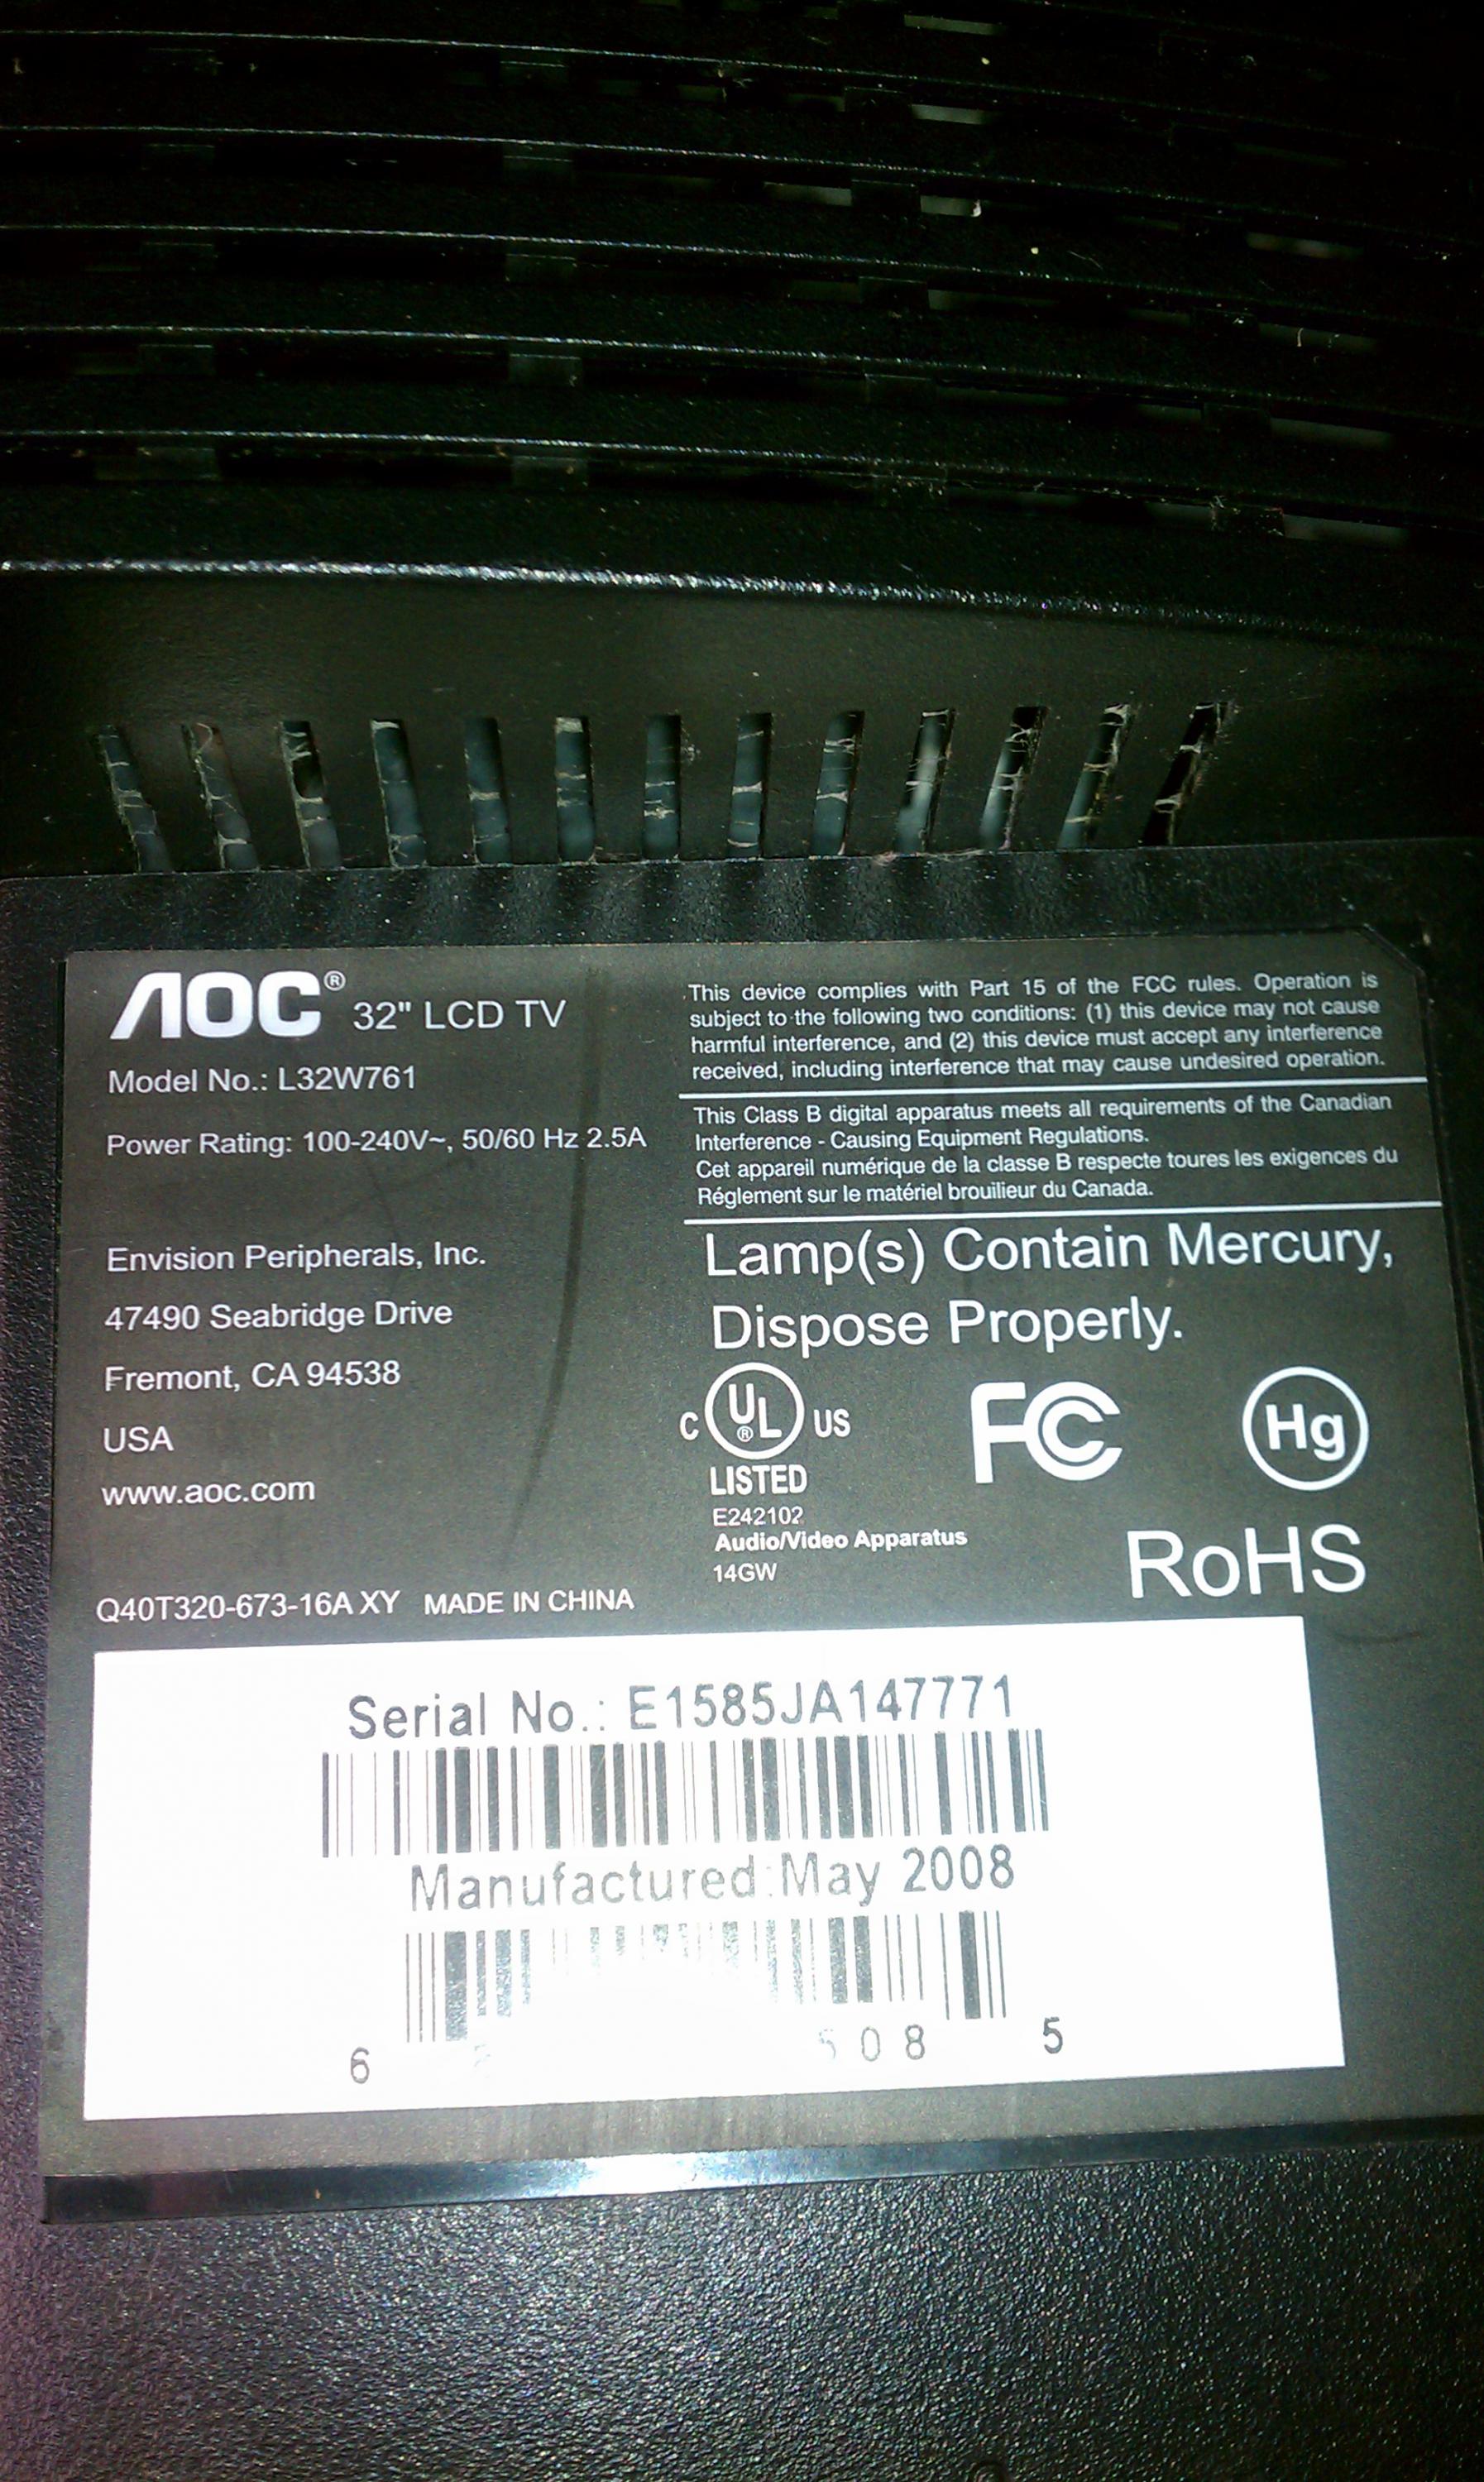 AOC® 32" LCD TV
Model No.: L32W761
Power Rating: 100-240V~, 50/60 Hz 2.5A
Envision Peripherals, Inc.
47490 Seabridge Drive
Fremont, CA 94538
USA
www.aoc.com
Q40T320-673-16A XY MADE IN CHINA
This device complies with Part 15 of the FCC rules. Operation is
subject to the following two conditions: (1) this device may not cause
harmful interference, and (2) this device must accept any interference
received, including interference that may cause undesired operation.
This Class B digital apparatus meets all requirements of the Canadian
Interference - Causing Equipment Regulations.
Cet appareil numérique de la classe B respecte toures les exigences du
Réglement sur le matériel brouilieur du Canada.
Lamp(s) Contain Mercury,
Dispose Properly.
C UL® US
LISTED
E242102
Audio/Video Apparatus
14GW
FC
Hg
RoHS
Serial No.: E1585JA147771
Manufactured:May 2008
6 508 5